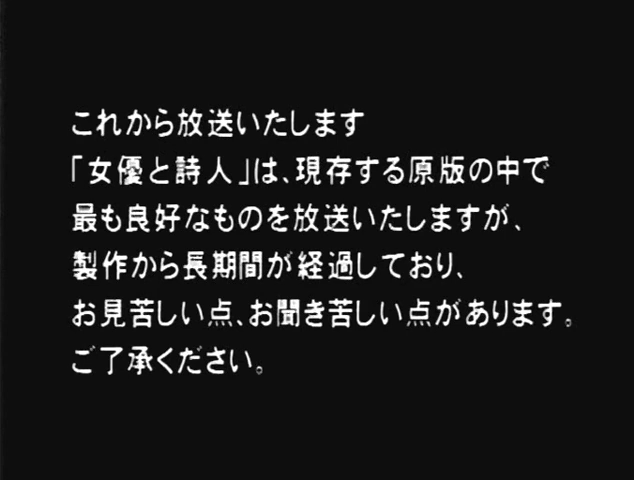 これから放送いたします
「女優と詩人」は、現存する原版の中で
最も良好なものを放送いたしますが、
製作から長期間が経過しており、
お見苦しい点、お聞き苦しい点があります。
ご了承ください。